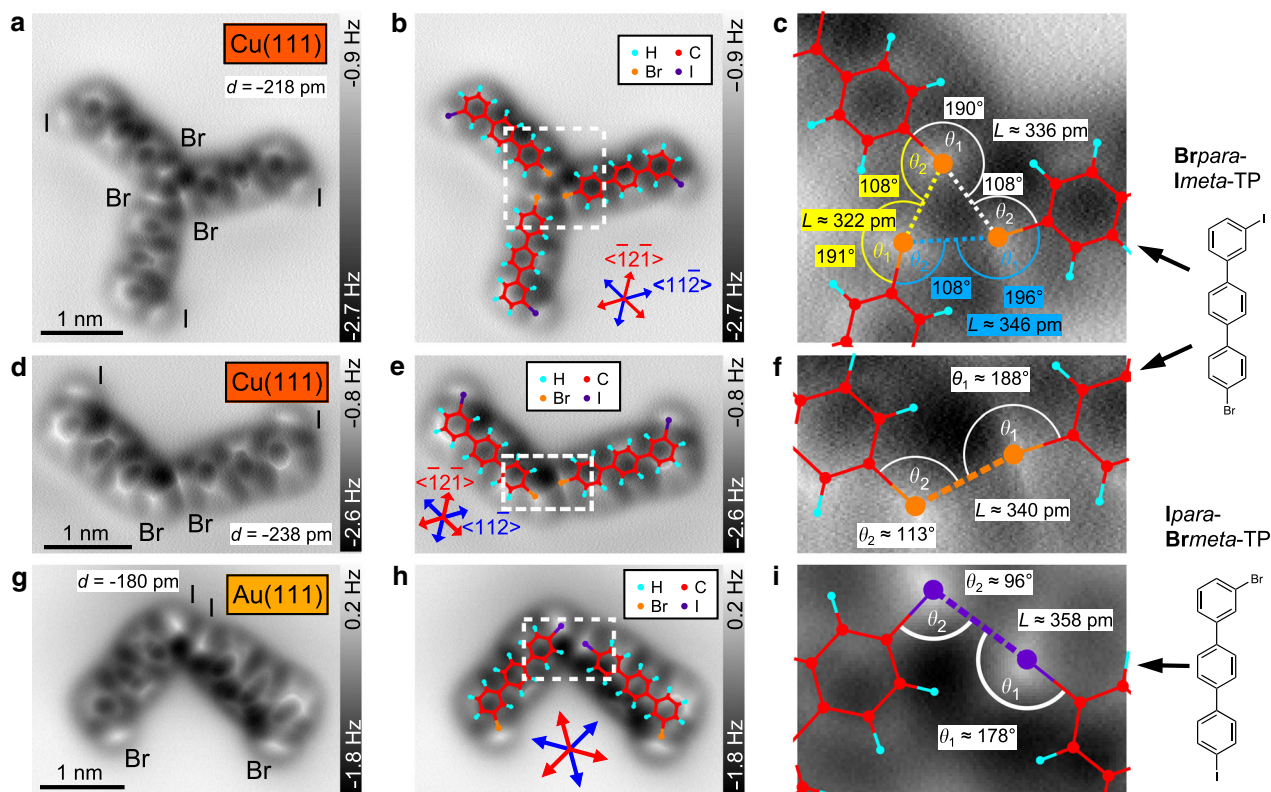 a
Cu(111)
d = –218 pm
I
Br
Br
Br
I
I
1 nm
–0.9 Hz
–2.7 Hz
b
H C
Br I
<1̄21̄>
<112̄>
–0.9 Hz
–2.7 Hz
c
190°
L ≈ 336 pm
θ1
θ2
108°
108°
θ2
L ≈ 322 pm
θ1
θ2
θ1
191°
108°
196°
L ≈ 346 pm
Brpara-
Imeta-TP
I
Br
d
Cu(111)
I
I
Br Br
d = –238 pm
1 nm
–0.8 Hz
–2.6 Hz
e
H C
Br I
<1̄21̄>
<112̄>
–0.8 Hz
–2.6 Hz
f
θ1 ≈ 188°
θ1
θ2
L ≈ 340 pm
θ2 ≈ 113°
Ipara-
Brmeta-TP
Br
I
g
d = –180 pm
I I
Au(111)
Br
Br
1 nm
0.2 Hz
–1.8 Hz
h
H C
Br I
0.2 Hz
–1.8 Hz
i
θ2 ≈ 96°
θ2
L ≈ 358 pm
θ1
θ1 ≈ 178°